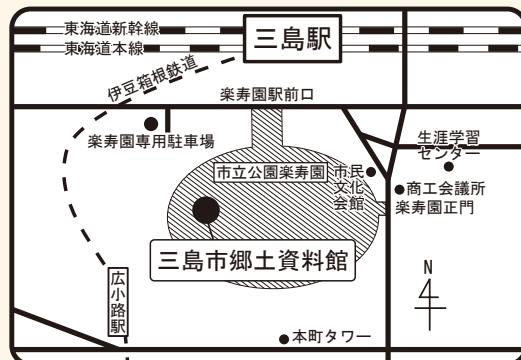 東海道新幹線
東海道本線
三島駅
伊豆箱根鉄道
楽寿園駅前口
楽寿園専用駐車場
市立公園楽寿園
市民
文化
会館
生涯学習
センター
商工会議所
楽寿園正門
三島市郷土資料館
広小路駅
N
本町タワー